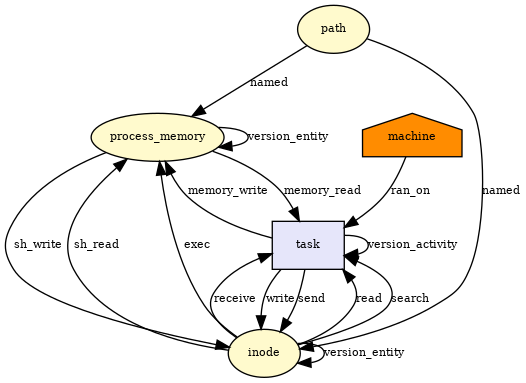 path
named
process_memory
version_entity
machine
memory_write
memory_read
ran_on
named
sh_write
sh_read
exec
task
version_activity
receive
write
send
read
search
inode
version_entity